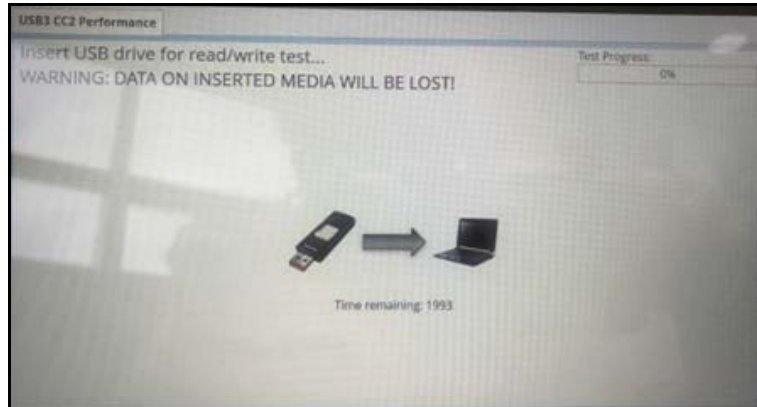 USB3 CC2 Performance
Insert USB drive for read/write test...
WARNING: DATA ON INSERTED MEDIA WILL BE LOST!
Test Progress:
0%
Time remaining: 1993